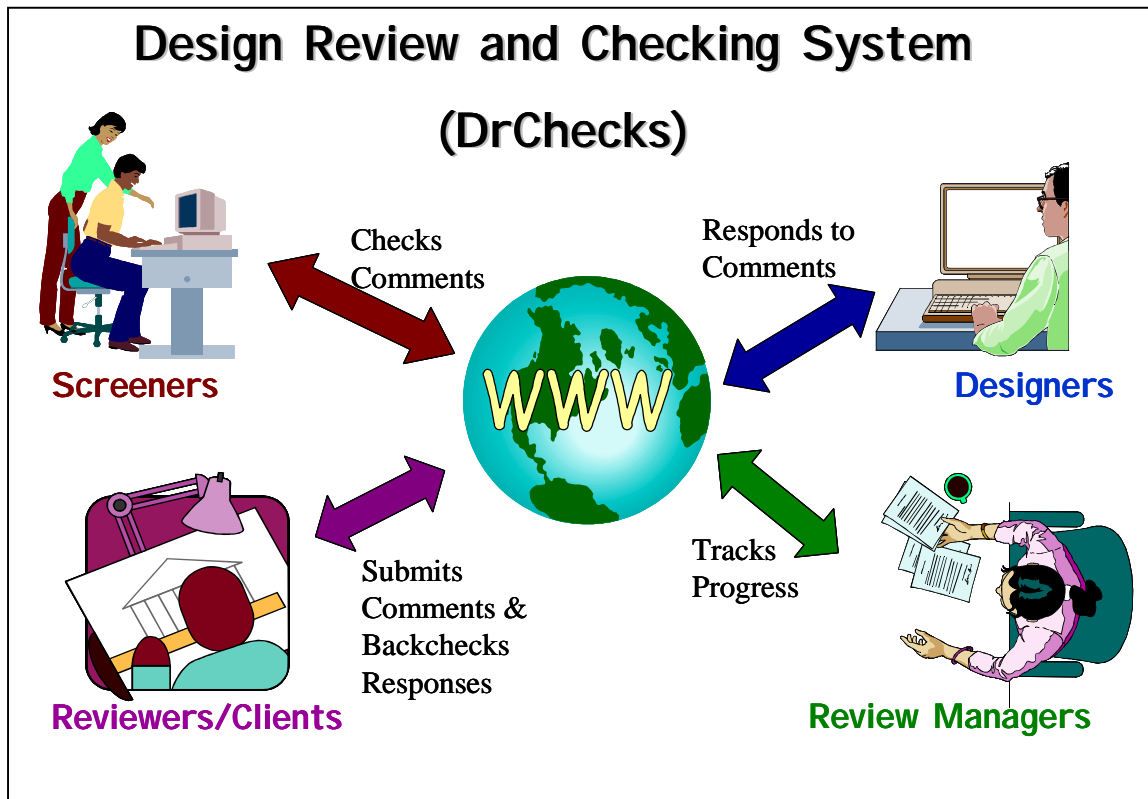 Design Review and Checking System
(DrChecks)
Checks
Comments
Responds to
Comments
WWW
Screeners
Designers
Submits
Comments &
Backchecks
Responses
Tracks
Progress
Reviewers/Clients
Review Managers